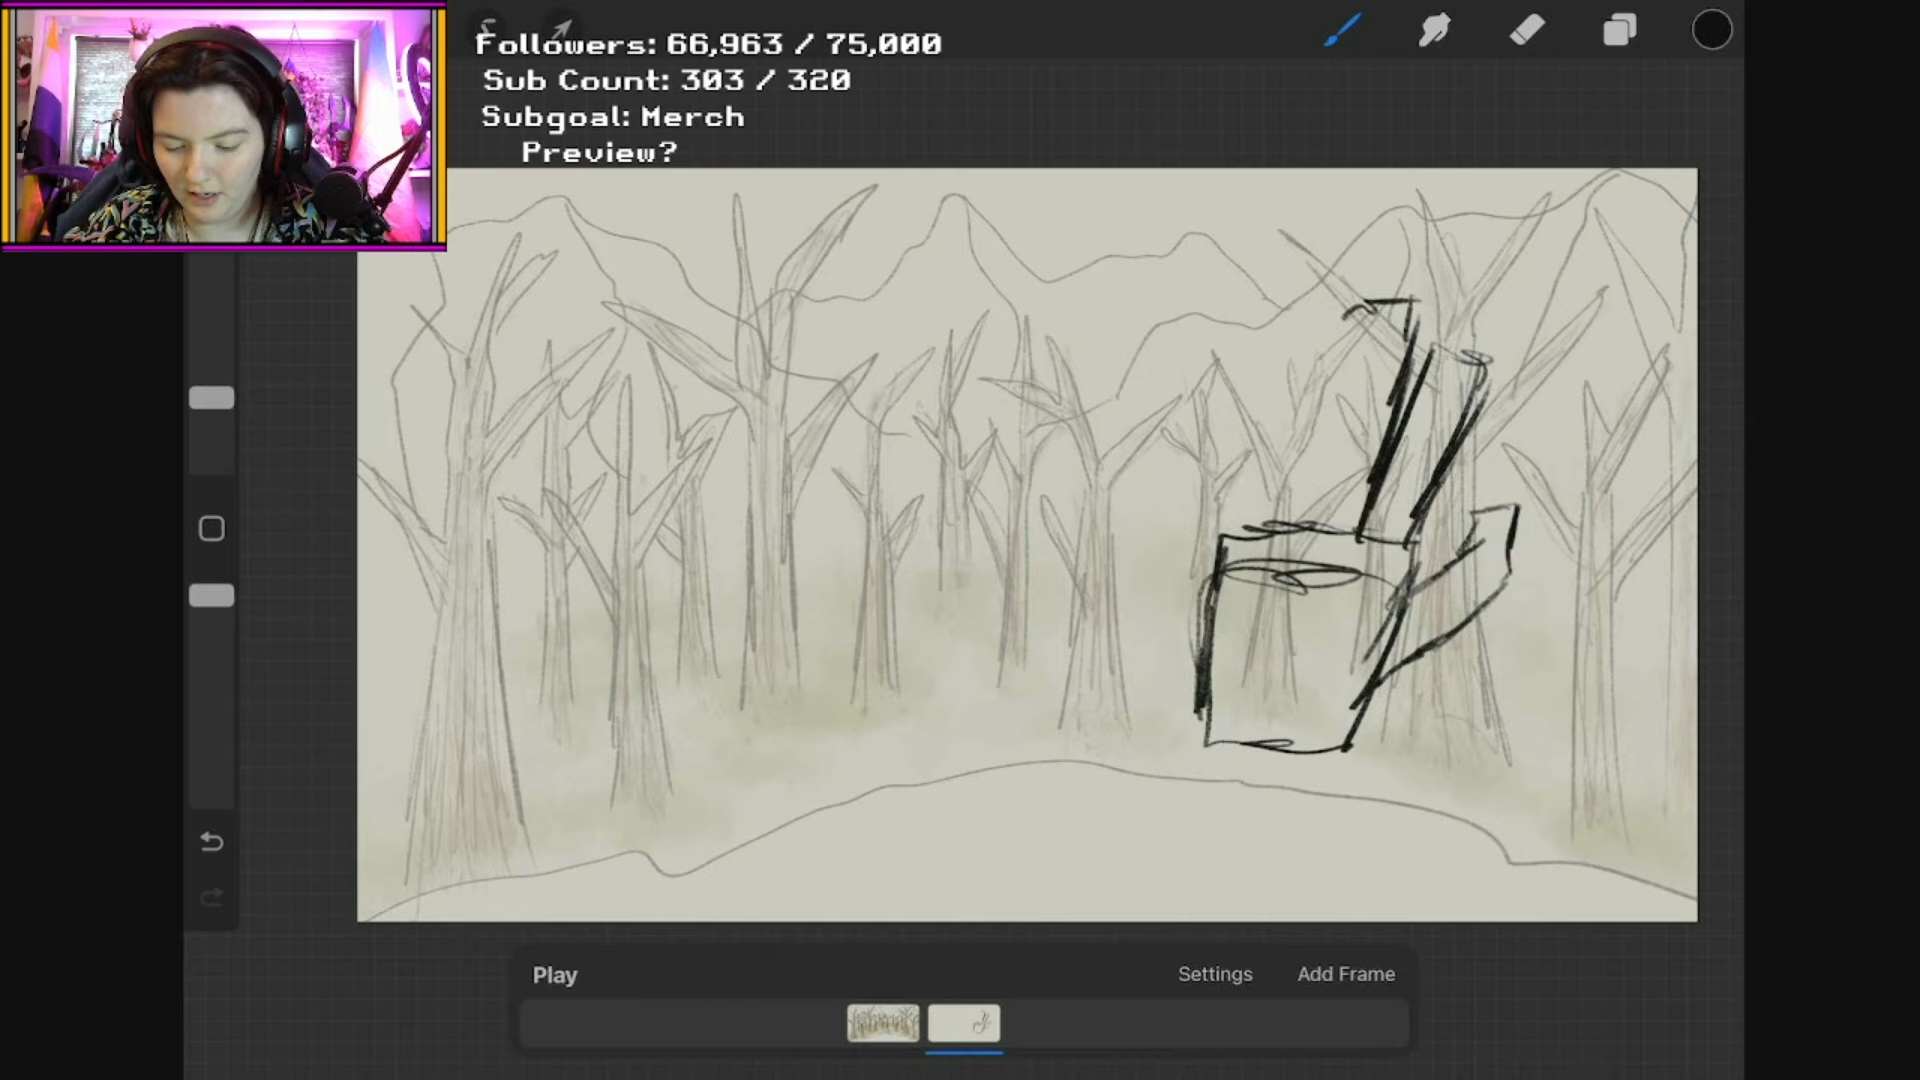 Followers: 66,963 / 75,000
Sub Count: 303 / 320
Subgoal: Merch
Preview?
Play
Settings
Add Frame